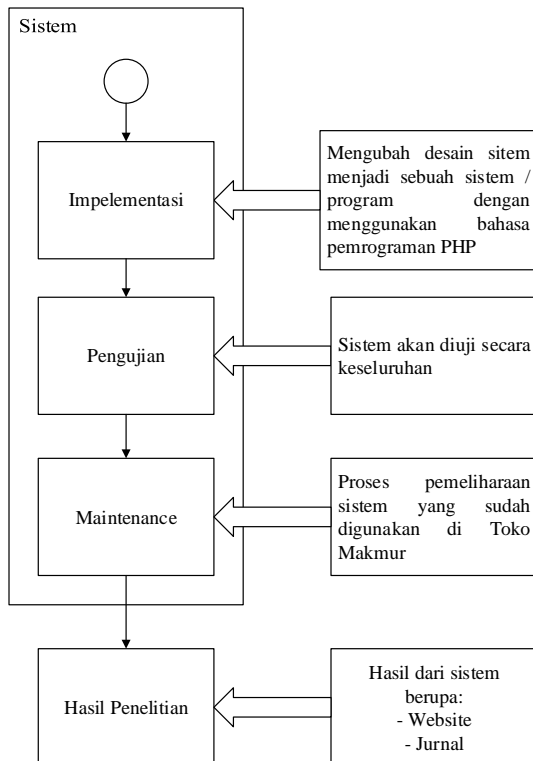 Sistem
Impelementasi
Mengubah desain sitem
menjadi sebuah sistem /
program dengan
menggunakan bahasa
pemrograman PHP
Pengujian
Sistem akan diuji secara
keseluruhan
Maintenance
Proses pemeliharaan
sistem yang sudah
digunakan di Toko
Makmur
Hasil Penelitian
Hasil dari sistem
berupa:
- Website
- Jurnal